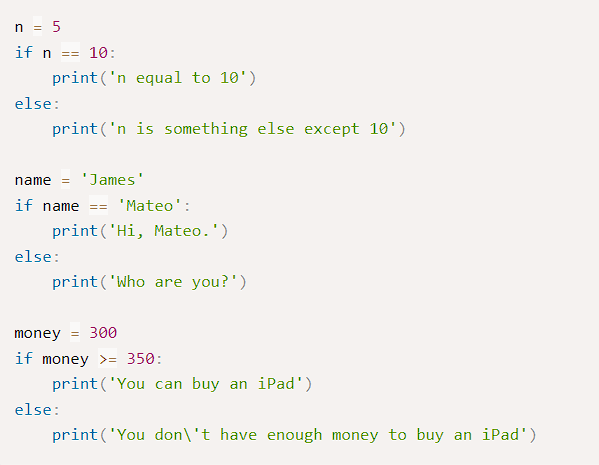 n = 5
if n == 10:
    print('n equal to 10')
else:
    print('n is something else except 10')

name = 'James'
if name == 'Mateo':
    print('Hi, Mateo.')
else:
    print('Who are you?')

money = 300
if money >= 350:
    print('You can buy an iPad')
else:
    print('You don\'t have enough money to buy an iPad')